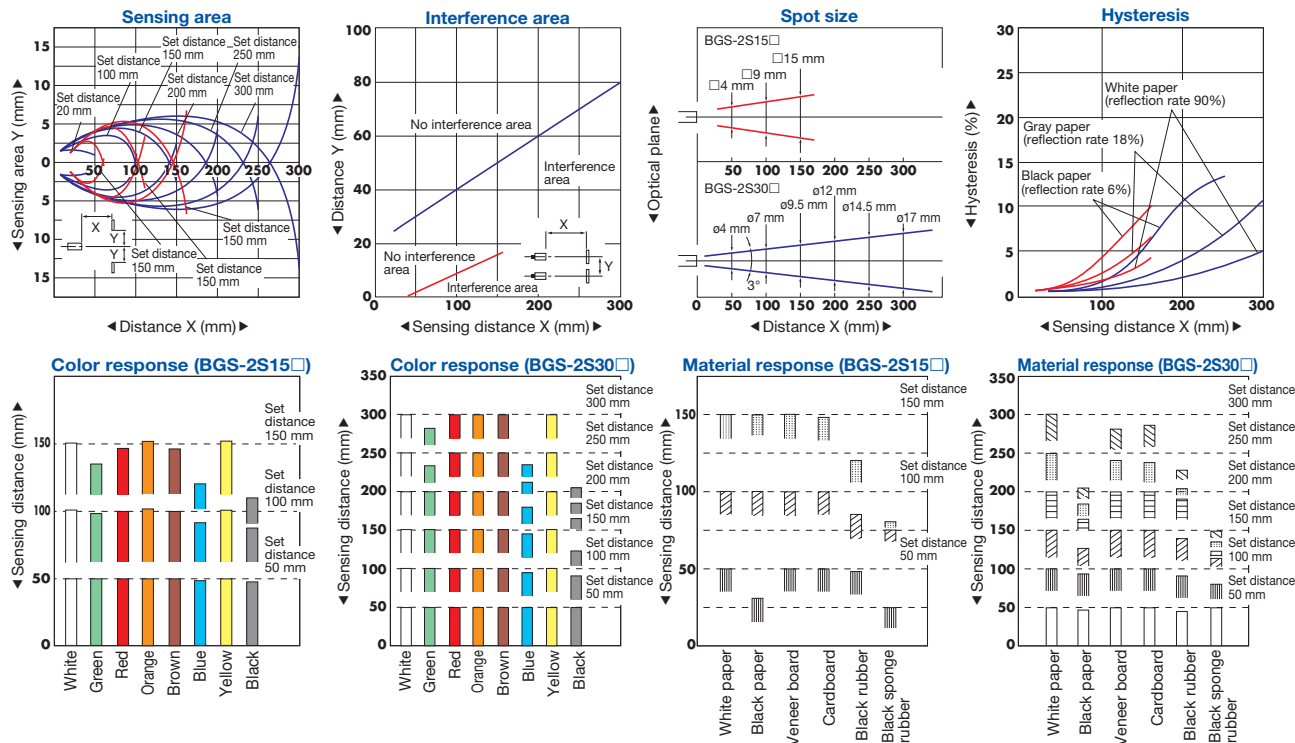 Sensing area
◄Sensing area Y (mm)►
15
10
5
0
5
10
15
Set distance
150 mm
Set distance
250 mm
Set distance
100 mm
Set distance
200 mm
Set distance
20 mm
Set distance
300 mm
50
100
150
200
250
300
X
Y
Y
Set distance
150 mm
Set distance
150 mm
Set distance
150 mm
◄Distance X (mm)►
Interference area
◄Distance Y (mm)►
100
80
60
40
20
0
No interference area
Interference
area
No interference
area
Interference area
X
Y
100
200
300
◄Sensing distance X (mm)►
Spot size
◄Optical plane►
BGS-2S15□
□15 mm
□9 mm
□4 mm
BGS-2S30□
ø12 mm
ø9.5 mm
ø14.5 mm
ø7 mm
ø17 mm
ø4 mm
3°
50
100
150
200
250
300
◄Distance X (mm)►
Hysteresis
◄Hysteresis (%)►
30
25
20
15
10
5
0
White paper
(reflection rate 90%)
Gray paper
(reflection rate 18%)
Black paper
(reflection rate 6%)
100
200
300
◄Sensing distance X (mm)►
Color response (BGS-2S15□)
◄Sensing distance (mm)►
150
100
50
0
Set
distance
150 mm
Set
distance
100 mm
Set
distance
50 mm
White
Green
Red
Orange
Brown
Blue
Yellow
Black
Color response (BGS-2S30□)
◄Sensing distance (mm)►
350
300
250
200
150
100
50
0
Set distance
300 mm
Set distance
250 mm
Set distance
200 mm
Set distance
150 mm
Set distance
100 mm
Set distance
50 mm
White
Green
Red
Orange
Brown
Blue
Yellow
Black
Material response (BGS-2S15□)
◄Sensing distance (mm)►
150
100
50
0
Set distance
150 mm
Set distance
100 mm
Set distance
50 mm
White paper
Black paper
Veneer board
Cardboard
Black rubber
Black sponge
rubber
Material response (BGS-2S30□)
◄Sensing distance (mm)►
350
300
250
200
150
100
50
0
Set distance
300 mm
Set distance
250 mm
Set distance
200 mm
Set distance
150 mm
Set distance
100 mm
Set distance
50 mm
White paper
Black paper
Veneer board
Cardboard
Black rubber
Black sponge
rubber